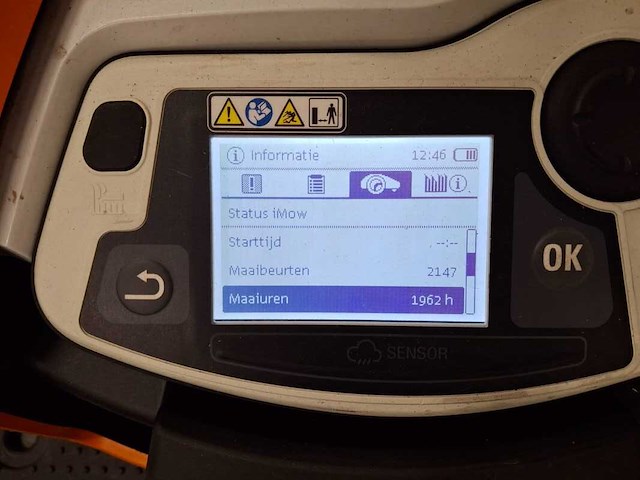 Informatie 12:46
Status iMow
Starttijd --:--
Maaibeurten 2147
Maaiuren 1962 h
OK
SENSOR